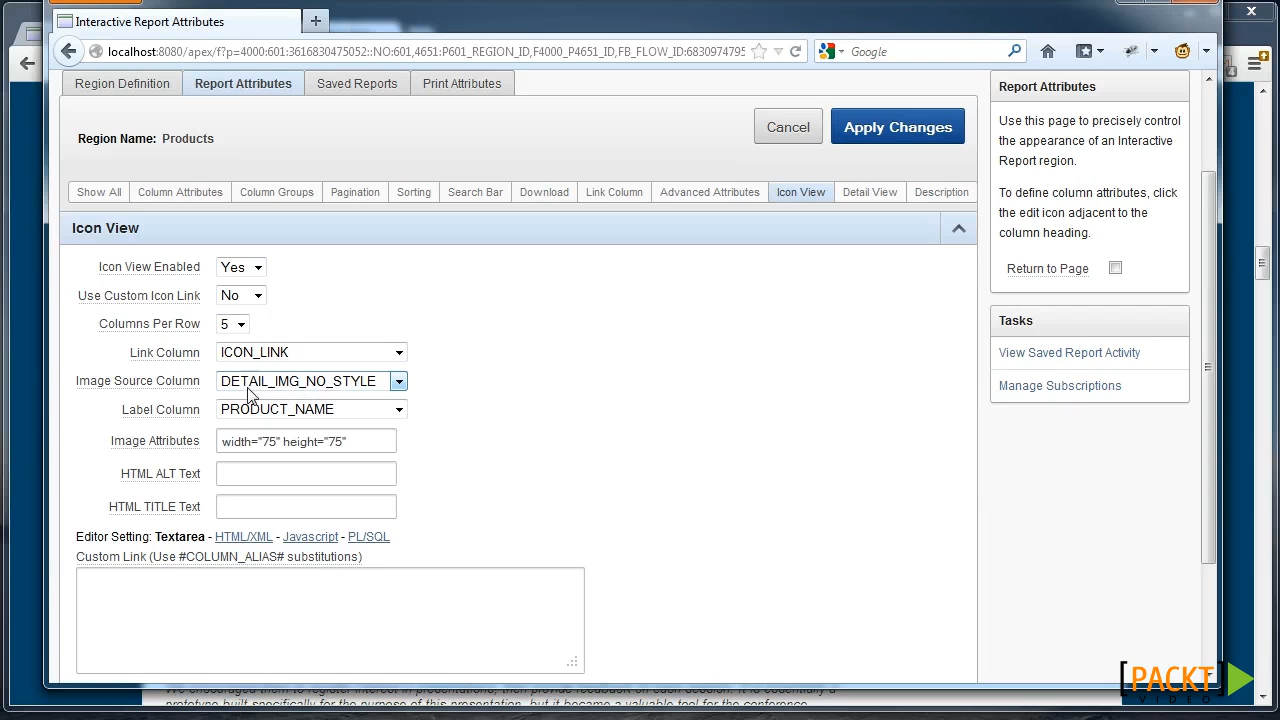 Interactive Report Attributes
localhost:8080/apex/f?p=4000:601:3616830475052::NO:601,4651:P601_REGION_ID,F4000_P4651_ID,FB_FLOW_ID:6830974795
Google
Region Definition
Report Attributes
Saved Reports
Print Attributes
Region Name: Products
Cancel
Apply Changes
Show All
Column Attributes
Column Groups
Pagination
Sorting
Search Bar
Download
Link Column
Advanced Attributes
Icon View
Detail View
Description
Icon View
Icon View Enabled Yes
Use Custom Icon Link No
Columns Per Row 5
Link Column ICON_LINK
Image Source Column DETAIL_IMG_NO_STYLE
Label Column PRODUCT_NAME
Image Attributes width="75" height="75"
HTML ALT Text
HTML TITLE Text
Editor Setting: Textarea - HTML/XML - Javascript - PL/SQL
Custom Link (Use #COLUMN_ALIAS# substitutions)
Report Attributes
Use this page to precisely control
the appearance of an Interactive
Report region.
To define column attributes, click
the edit icon adjacent to the
column heading.
Return to Page
Tasks
View Saved Report Activity
Manage Subscriptions
[PACKT]
VIDEO